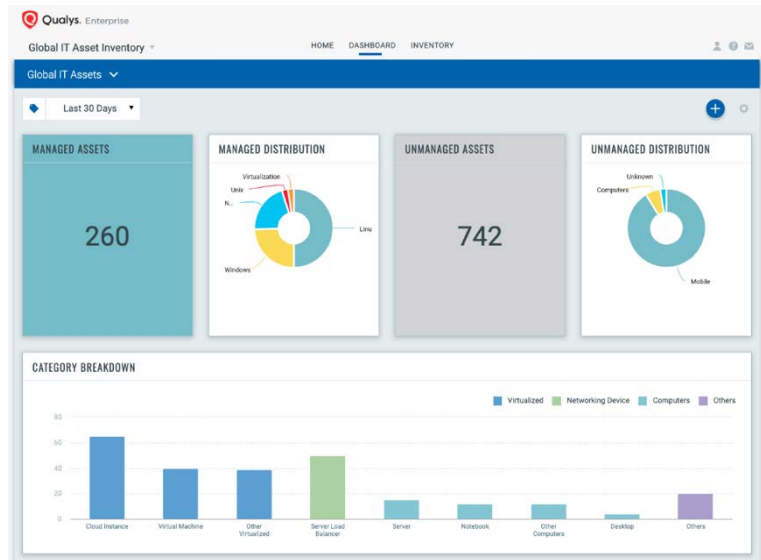 Qualys. Enterprise
Global IT Asset Inventory
HOME DASHBOARD INVENTORY
Global IT Assets
Last 30 Days
MANAGED ASSETS
260
MANAGED DISTRIBUTION
Virtualization
Unix
N...
Linu
Windows
UNMANAGED ASSETS
742
UNMANAGED DISTRIBUTION
Unknown
Computers
Mobile
CATEGORY BREAKDOWN
Virtualized Networking Device Computers Others
80
60
40
20
0
Cloud Instance Virtual Machine Other Virtualized Server Load Balancer Server Notebook Other Computers Desktop Others